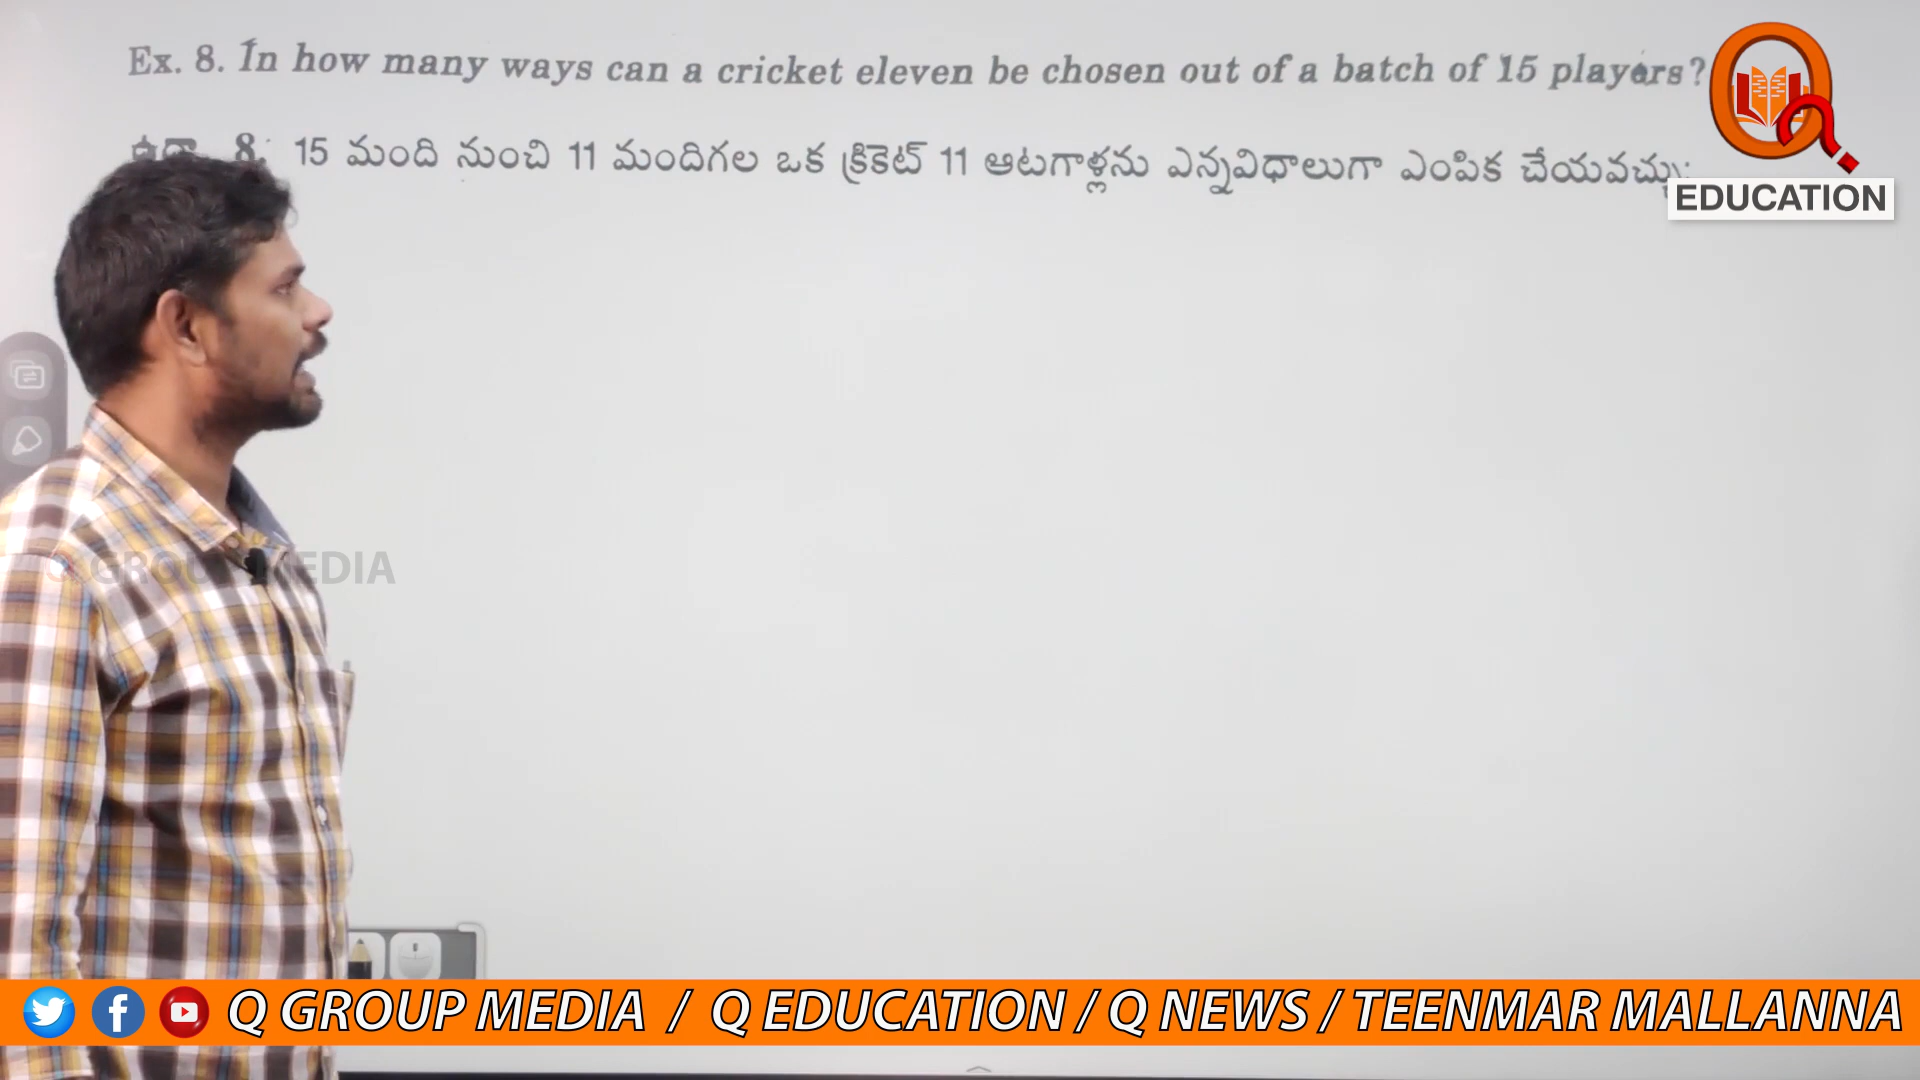 Ex. 8. In how many ways can a cricket eleven be chosen out of a batch of 15 players?
8. 15 మంది నుంచి 11 మందిగల ఒక క్రికెట్ 11 ఆటగాళ్లను ఎన్నవిధాలుగా ఎంపిక చేయవచ్చు:
EDUCATION
Q GROUP MEDIA
Q GROUP MEDIA / Q EDUCATION / Q NEWS / TEENMAR MALLANNA